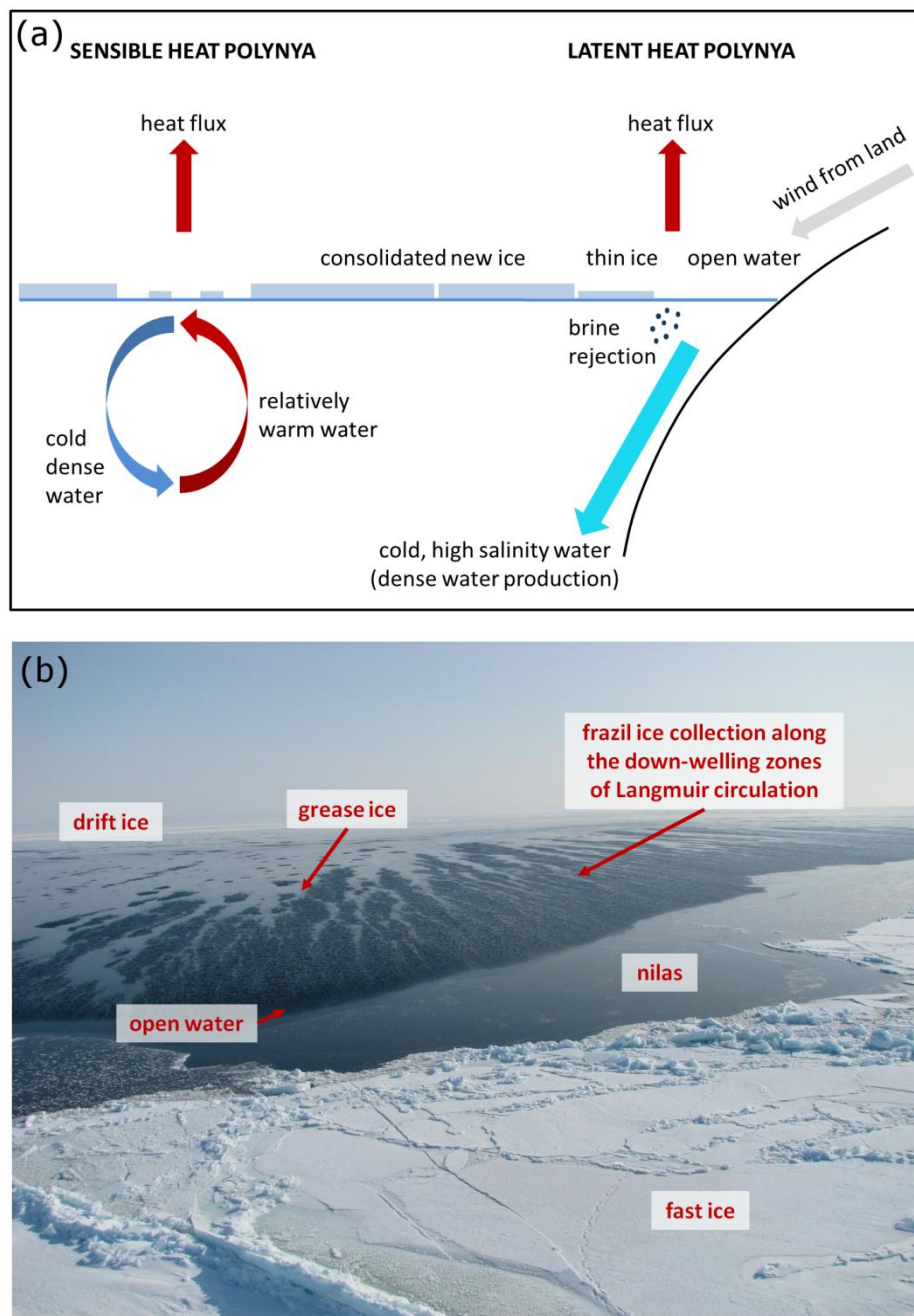 (a)
SENSIBLE HEAT POLYNYA
LATENT HEAT POLYNYA
heat flux
heat flux
wind from land
consolidated new ice
thin ice
open water
brine
rejection
relatively
warm water
cold
dense
water
cold, high salinity water
(dense water production)
(b)
frazil ice collection along
the down-welling zones
of Langmuir circulation
grease ice
drift ice
nilas
open water
fast ice